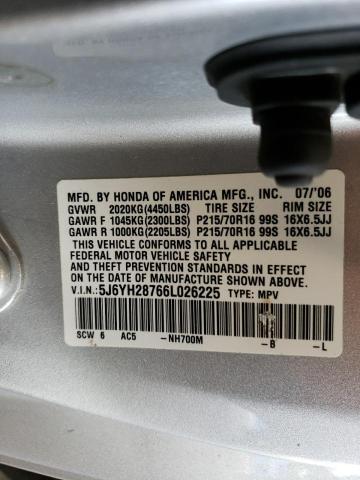 MFD. BY HONDA OF AMERICA MFG., INC. 07/'06
GVWR 2020KG(4450LBS) TIRE SIZE RIM SIZE
GAWR F 1045KG(2300LBS) P215/70R16 99S 16X6.5JJ
GAWR R 1000KG(2205LBS) P215/70R16 99S 16X6.5JJ
THIS VEHICLE CONFORMS TO ALL APPLICABLE
FEDERAL MOTOR VEHICLE SAFETY STANDARDS IN EFFECT
ON THE DATE OF MANUFACTURE SHOWN ABOVE.
V.I.N.: 5J6YH28766L026225 TYPE: MPV
SCW 6 AC5 -NH700M -B -L